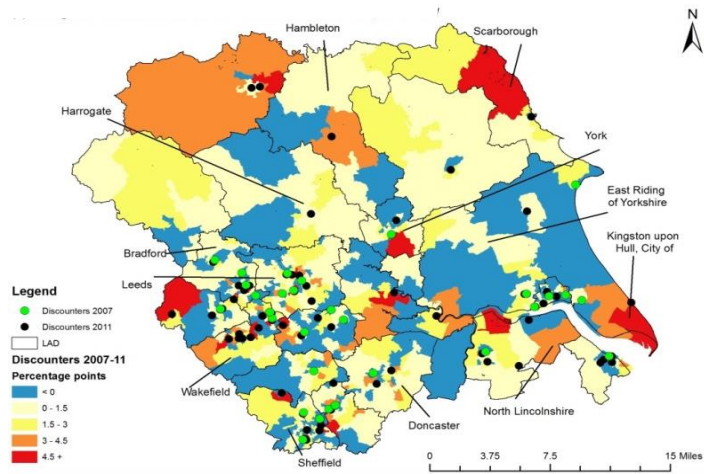 Hambleton
Scarborough
N
Harrogate
York
East Riding
of Yorkshire
Kingston upon
Hull, City of
Bradford
Leeds
Legend
Discounters 2007
Discounters 2011
LAD
Discounters 2007-11
Percentage points
< 0
0 - 1.5
1.5 - 3
3 - 4.5
4.5 +
Wakefield
Doncaster
North Lincolnshire
Sheffield
0 3.75 7.5 15 Miles